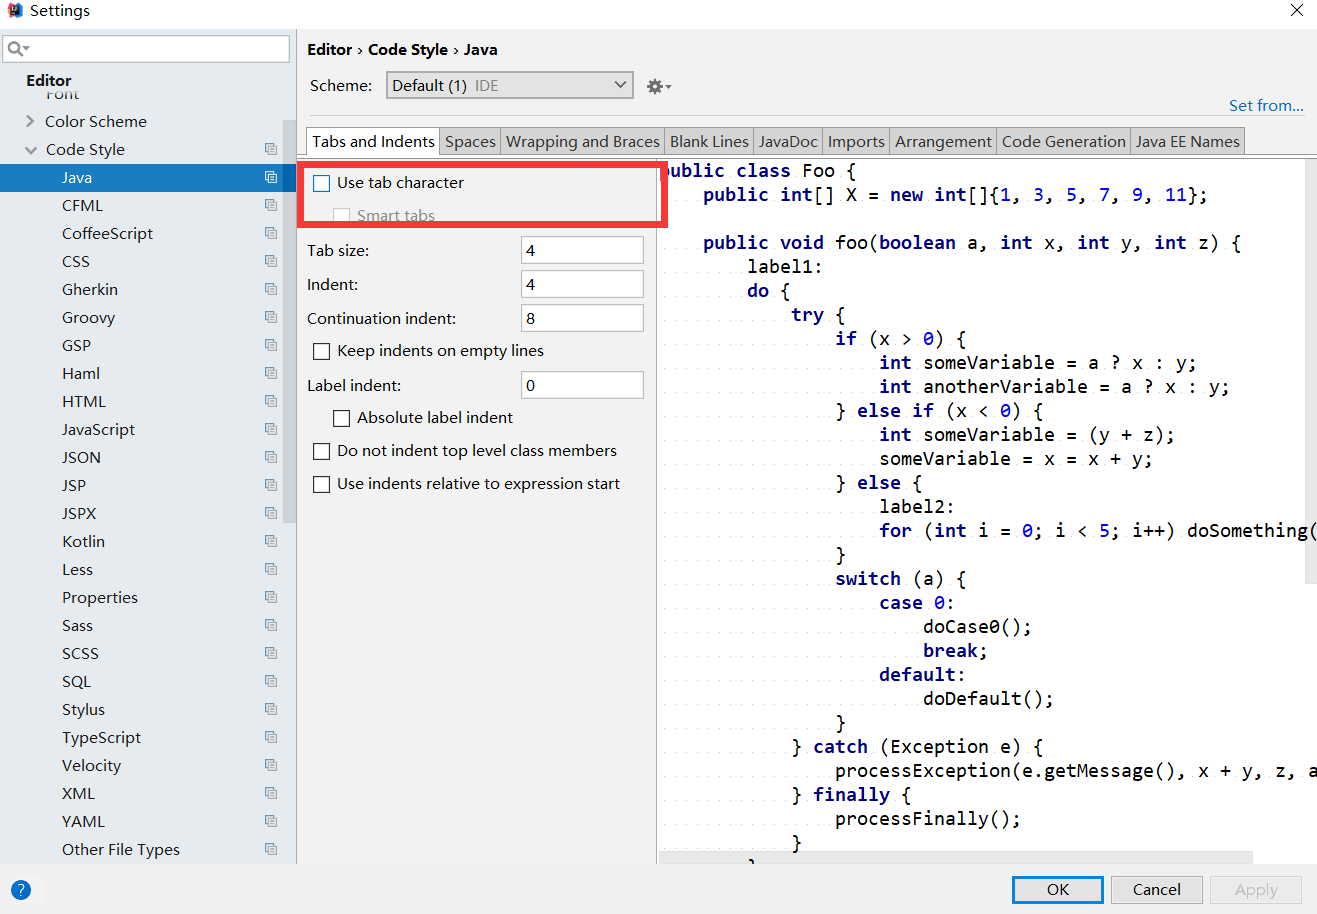 Settings
Editor
Font
Color Scheme
Code Style
Java
CFML
CoffeeScript
CSS
Gherkin
Groovy
GSP
Haml
HTML
JavaScript
JSON
JSP
JSPX
Kotlin
Less
Properties
Sass
SCSS
SQL
Stylus
TypeScript
Velocity
XML
YAML
Other File Types
Editor › Code Style › Java
Scheme: Default (1) IDE
Set from...
Tabs and Indents Spaces Wrapping and Braces Blank Lines JavaDoc Imports Arrangement Code Generation Java EE Names
Use tab character
Smart tabs
Tab size: 4
Indent: 4
Continuation indent: 8
Keep indents on empty lines
Label indent: 0
Absolute label indent
Do not indent top level class members
Use indents relative to expression start
public class Foo {
public int[] X = new int[]{1, 3, 5, 7, 9, 11};
public void foo(boolean a, int x, int y, int z) {
label1:
do {
try {
if (x > 0) {
int someVariable = a ? x : y;
int anotherVariable = a ? x : y;
} else if (x < 0) {
int someVariable = (y + z);
someVariable = x = x + y;
} else {
label2:
for (int i = 0; i < 5; i++) doSomething(
}
switch (a) {
case 0:
doCase0();
break;
default:
doDefault();
}
} catch (Exception e) {
processException(e.getMessage(), x + y, z, a
} finally {
processFinally();
}
?
OK Cancel Apply